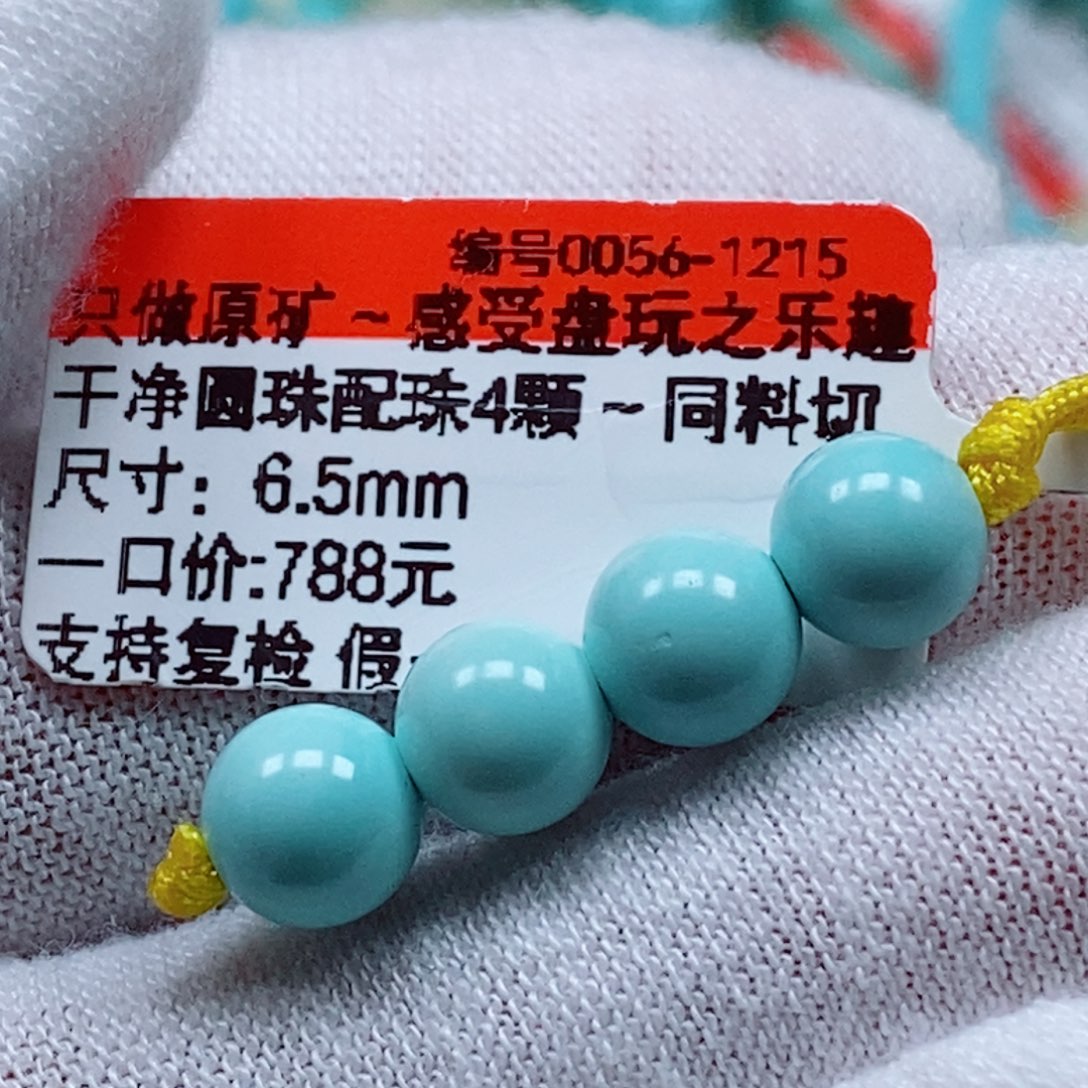 编号0056-1215
只做原矿~感受盘玩之乐趣
干净圆珠配珠4颗~同料切
尺寸：6.5mm
一口价:788元
支持复检 假